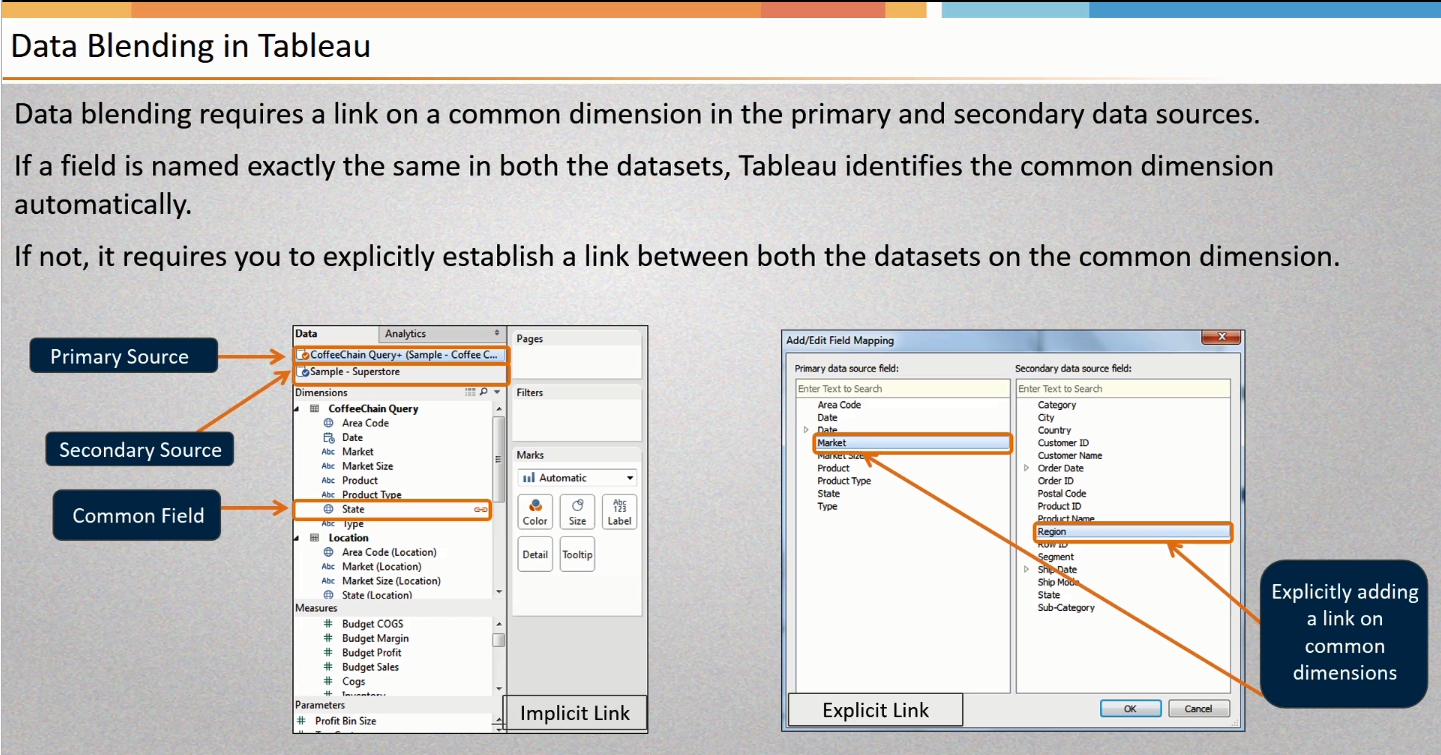 Data Blending in Tableau
Data blending requires a link on a common dimension in the primary and secondary data sources.
If a field is named exactly the same in both the datasets, Tableau identifies the common dimension
automatically.
If not, it requires you to explicitly establish a link between both the datasets on the common dimension.
Primary Source
Secondary Source
Common Field
Data
Analytics
CoffeeChain Query+ (Sample - Coffee C...
Sample - Superstore
Dimensions
CoffeeChain Query
Area Code
Date
Abc Market
Abc Market Size
Abc Product
Abc Product Type
State
Abc Type
Location
Area Code (Location)
Abc Market (Location)
Abc Market Size (Location)
State (Location)
Measures
# Budget COGS
# Budget Margin
# Budget Profit
# Budget Sales
# Cogs
# Inventory
Parameters
# Profit Bin Size
Pages
Filters
Marks
Automatic
Color
Size
Abc
123
Label
Detail
Tooltip
Implicit Link
Add/Edit Field Mapping
Primary data source field:
Enter Text to Search
Area Code
Date
Date
Market
Market Size
Product
Product Type
State
Type
Secondary data source field:
Enter Text to Search
Category
City
Country
Customer ID
Customer Name
Order Date
Order ID
Postal Code
Product ID
Product Name
Region
Row ID
Segment
Ship Date
Ship Mode
State
Sub-Category
OK
Cancel
Explicit Link
Explicitly adding
a link on
common
dimensions